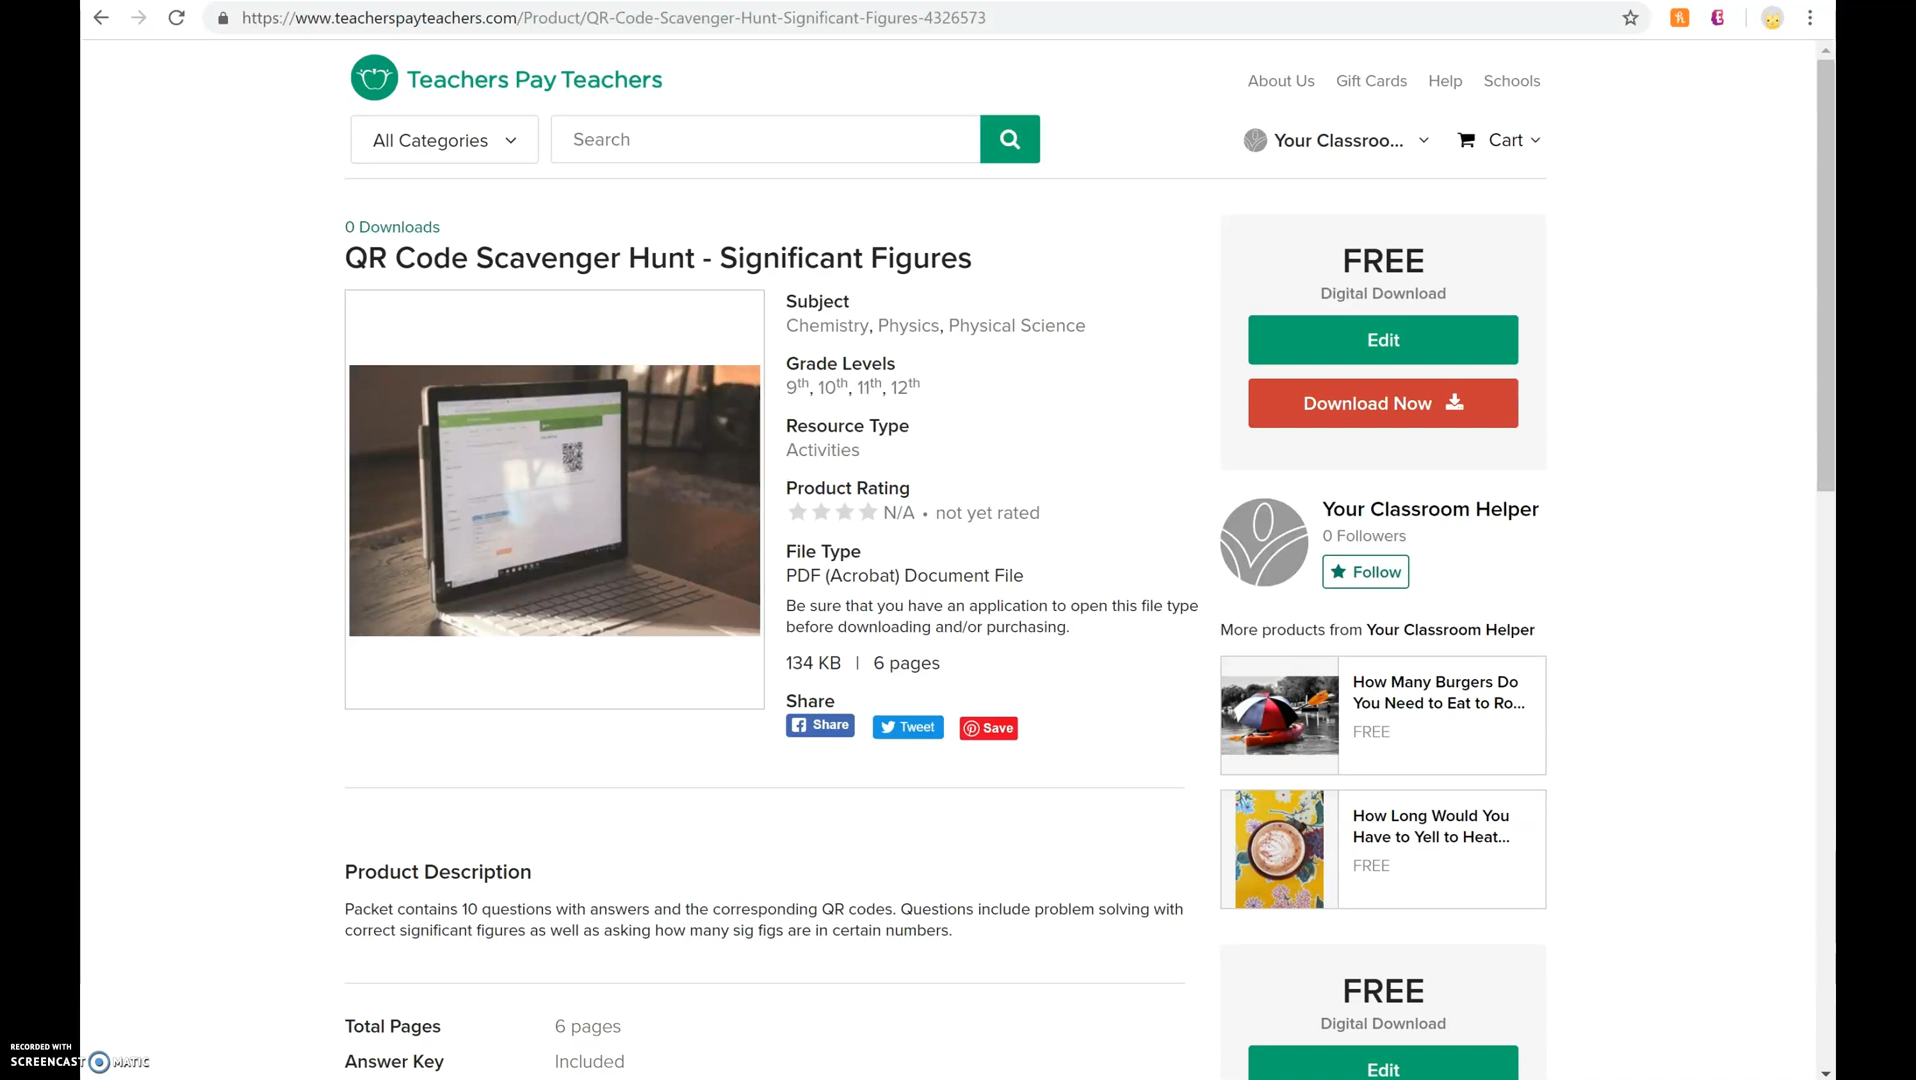 https://www.teacherspayteachers.com/Product/QR-Code-Scavenger-Hunt-Significant-Figures-4326573
Teachers Pay Teachers
About Us Gift Cards Help Schools
All Categories
Search
Your Classroo...
Cart
0 Downloads
QR Code Scavenger Hunt - Significant Figures
Subject
Chemistry, Physics, Physical Science
Grade Levels
9th, 10th, 11th, 12th
Resource Type
Activities
Product Rating
N/A • not yet rated
File Type
PDF (Acrobat) Document File
Be sure that you have an application to open this file type
before downloading and/or purchasing.
134 KB | 6 pages
Share
Share Tweet Save
FREE
Digital Download
Edit
Download Now
Your Classroom Helper
0 Followers
Follow
More products from Your Classroom Helper
How Many Burgers Do
You Need to Eat to Ro...
FREE
How Long Would You
Have to Yell to Heat...
FREE
Product Description
Packet contains 10 questions with answers and the corresponding QR codes. Questions include problem solving with
correct significant figures as well as asking how many sig figs are in certain numbers.
Total Pages 6 pages
Answer Key Included
FREE
Digital Download
Edit
RECORDED WITH
SCREENCAST MATIC